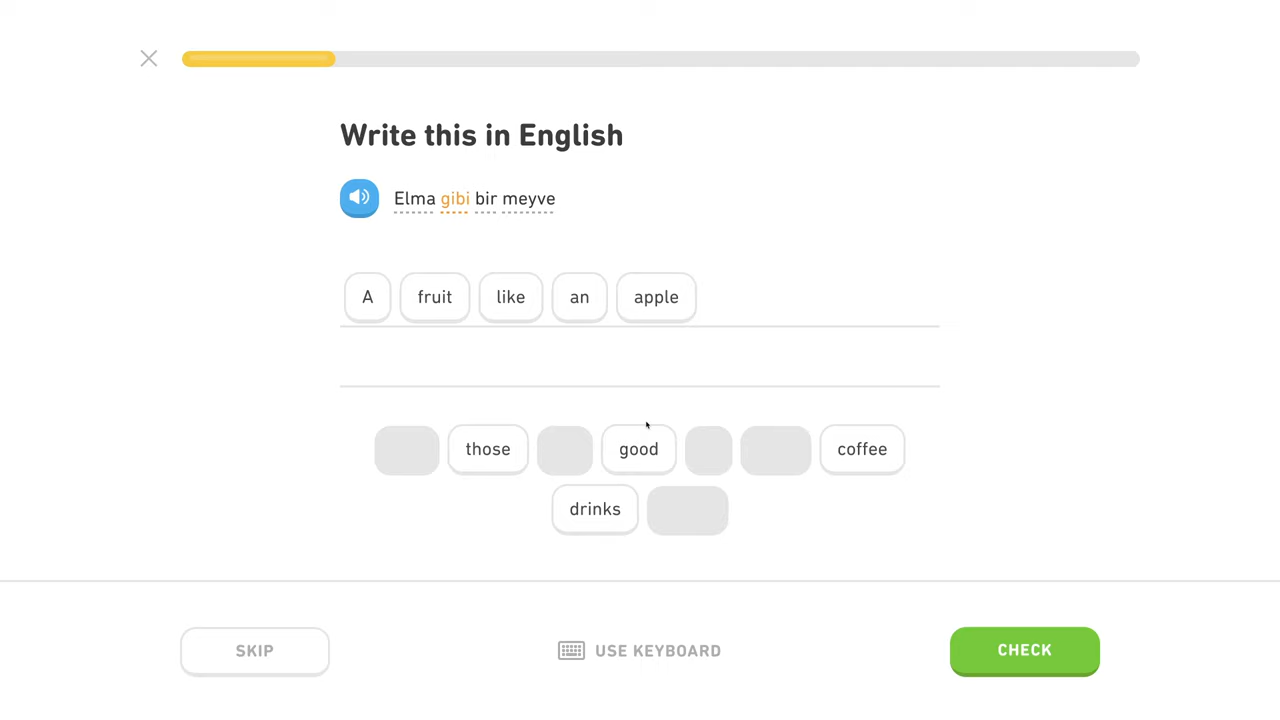 Write this in English
Elma gibi bir meyve
A fruit like an apple
those good coffee
drinks
SKIP USE KEYBOARD CHECK